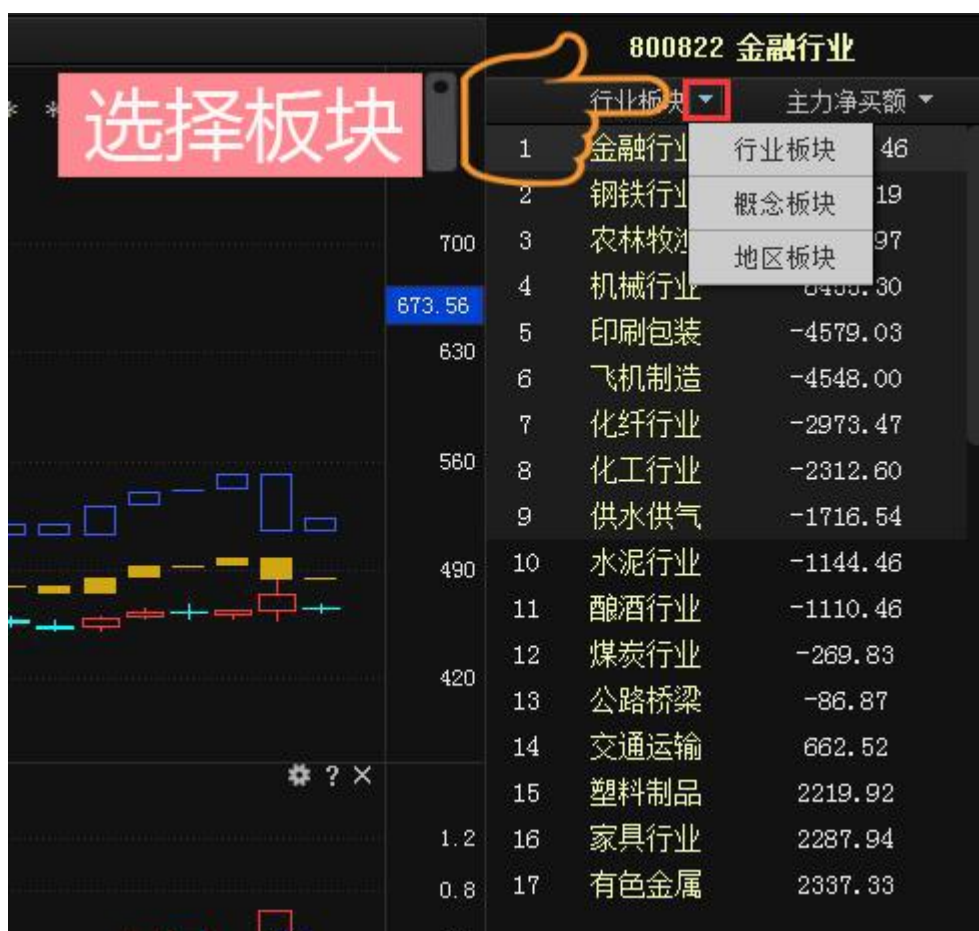 800822 金融行业
选择板块
行业板块 主力净买额
行业板块
概念板块
地区板块
1 金融行业 46
2 钢铁行业 19
3 农林牧渔 97
4 机械行业 30
5 印刷包装 -4579.03
6 飞机制造 -4548.00
7 化纤行业 -2973.47
8 化工行业 -2312.60
9 供水供气 -1716.54
10 水泥行业 -1144.46
11 酿酒行业 -1110.46
12 煤炭行业 -269.83
13 公路桥梁 -86.87
14 交通运输 662.52
15 塑料制品 2219.92
16 家具行业 2287.94
17 有色金属 2337.33
700
673.56
630
560
490
420
?
1.2
0.8